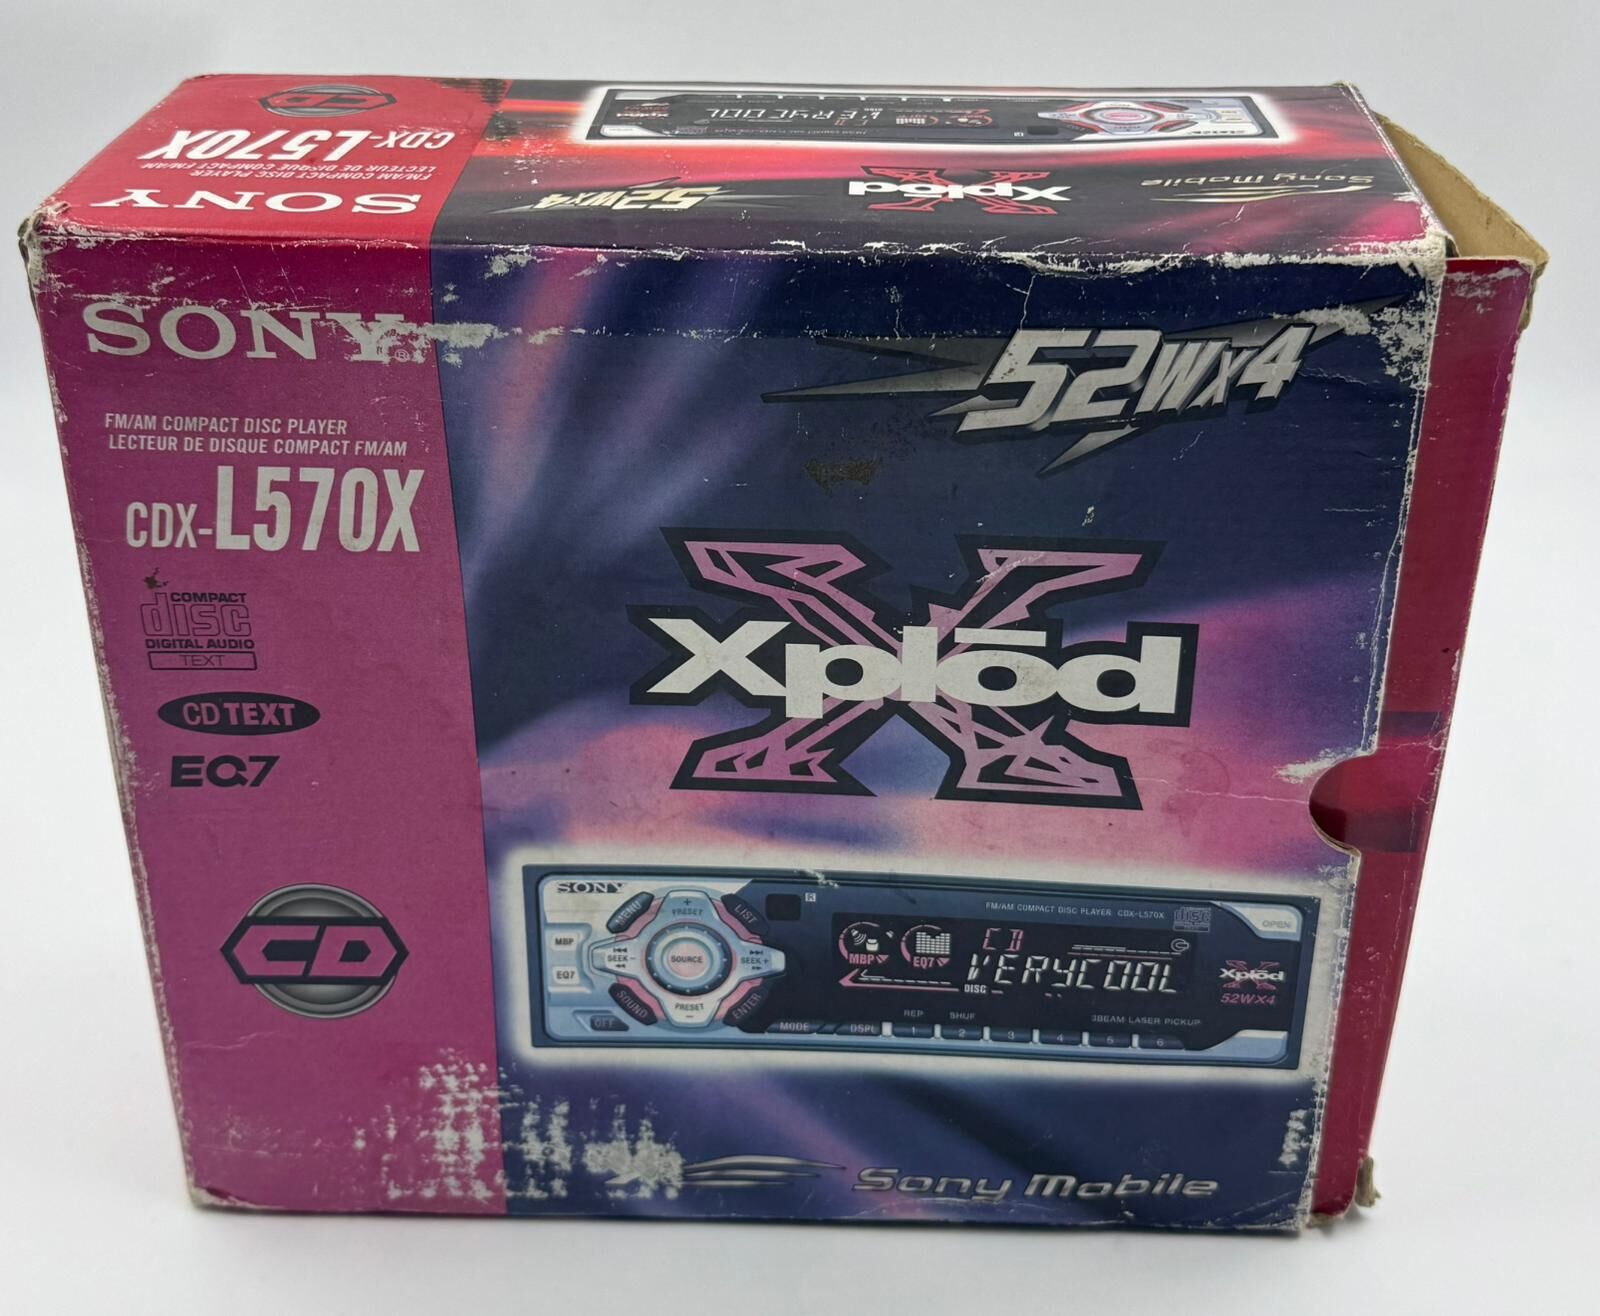 CD
CDX-L570X
LECTEUR DE DISQUE COMPACT FM/AM
FM/AM COMPACT DISC PLAYER
SONY
VERYCOOL
52Wx4
Xplōd
Sony Mobile
SONY®
FM/AM COMPACT DISC PLAYER
LECTEUR DE DISQUE COMPACT FM/AM
CDX-L570X
COMPACT
disc
DIGITAL AUDIO
TEXT
CD TEXT
EQ7
CD
52Wx4
Xplōd
SONY
MENU
+
PRESET
LIST
MBP
SEEK-
SOURCE
SEEK+
EQ7
SOUND
PRESET
-
ENTER
OFF
MODE
DSPL
R
FM/AM COMPACT DISC PLAYER CDX-L570X
disc
OPEN
MBP
EQ7
CD
VERYCOOL
DISC
Xplōd
52WX4
REP
SHUF
3BEAM LASER PICKUP
1 2 3 4 5 6
Sony Mobile